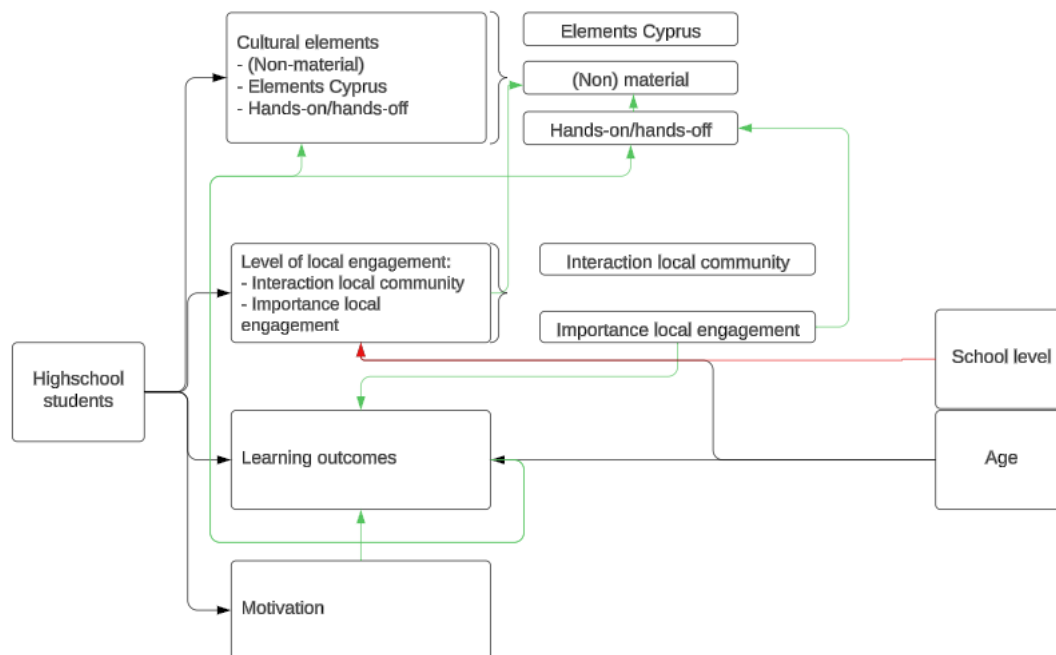 Cultural elements
- (Non-material)
- Elements Cyprus
- Hands-on/hands-off
Elements Cyprus
(Non) material
Hands-on/hands-off
Level of local engagement:
- Interaction local community
- Importance local
engagement
Interaction local community
Importance local engagement
School level
Highschool
students
Learning outcomes
Age
Motivation